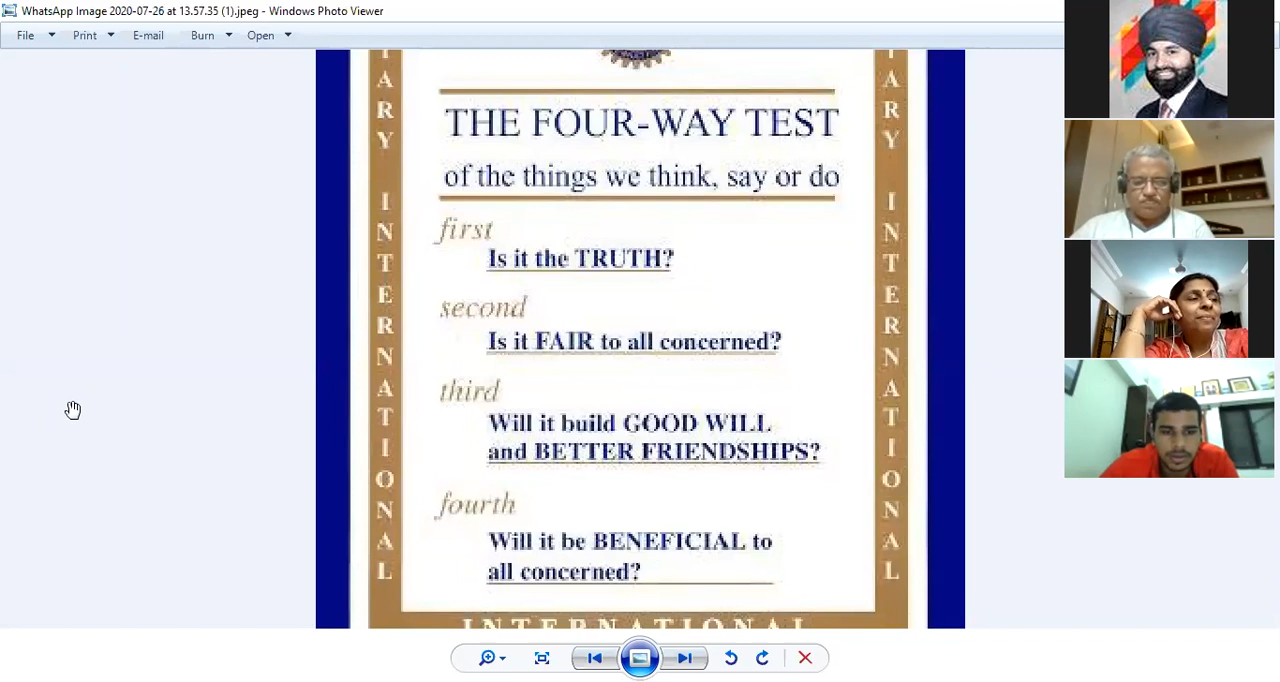 WhatsApp Image 2020-07-26 at 13.57.35 (1).jpeg - Windows Photo Viewer
File Print E-mail Burn Open
THE FOUR-WAY TEST
of the things we think, say or do
first
Is it the TRUTH?
second
Is it FAIR to all concerned?
third
Will it build GOOD WILL
and BETTER FRIENDSHIPS?
fourth
Will it be BENEFICIAL to
all concerned?
ARY INTERNATIONAL
ARY INTERNATIONAL
INTERNATIONAL